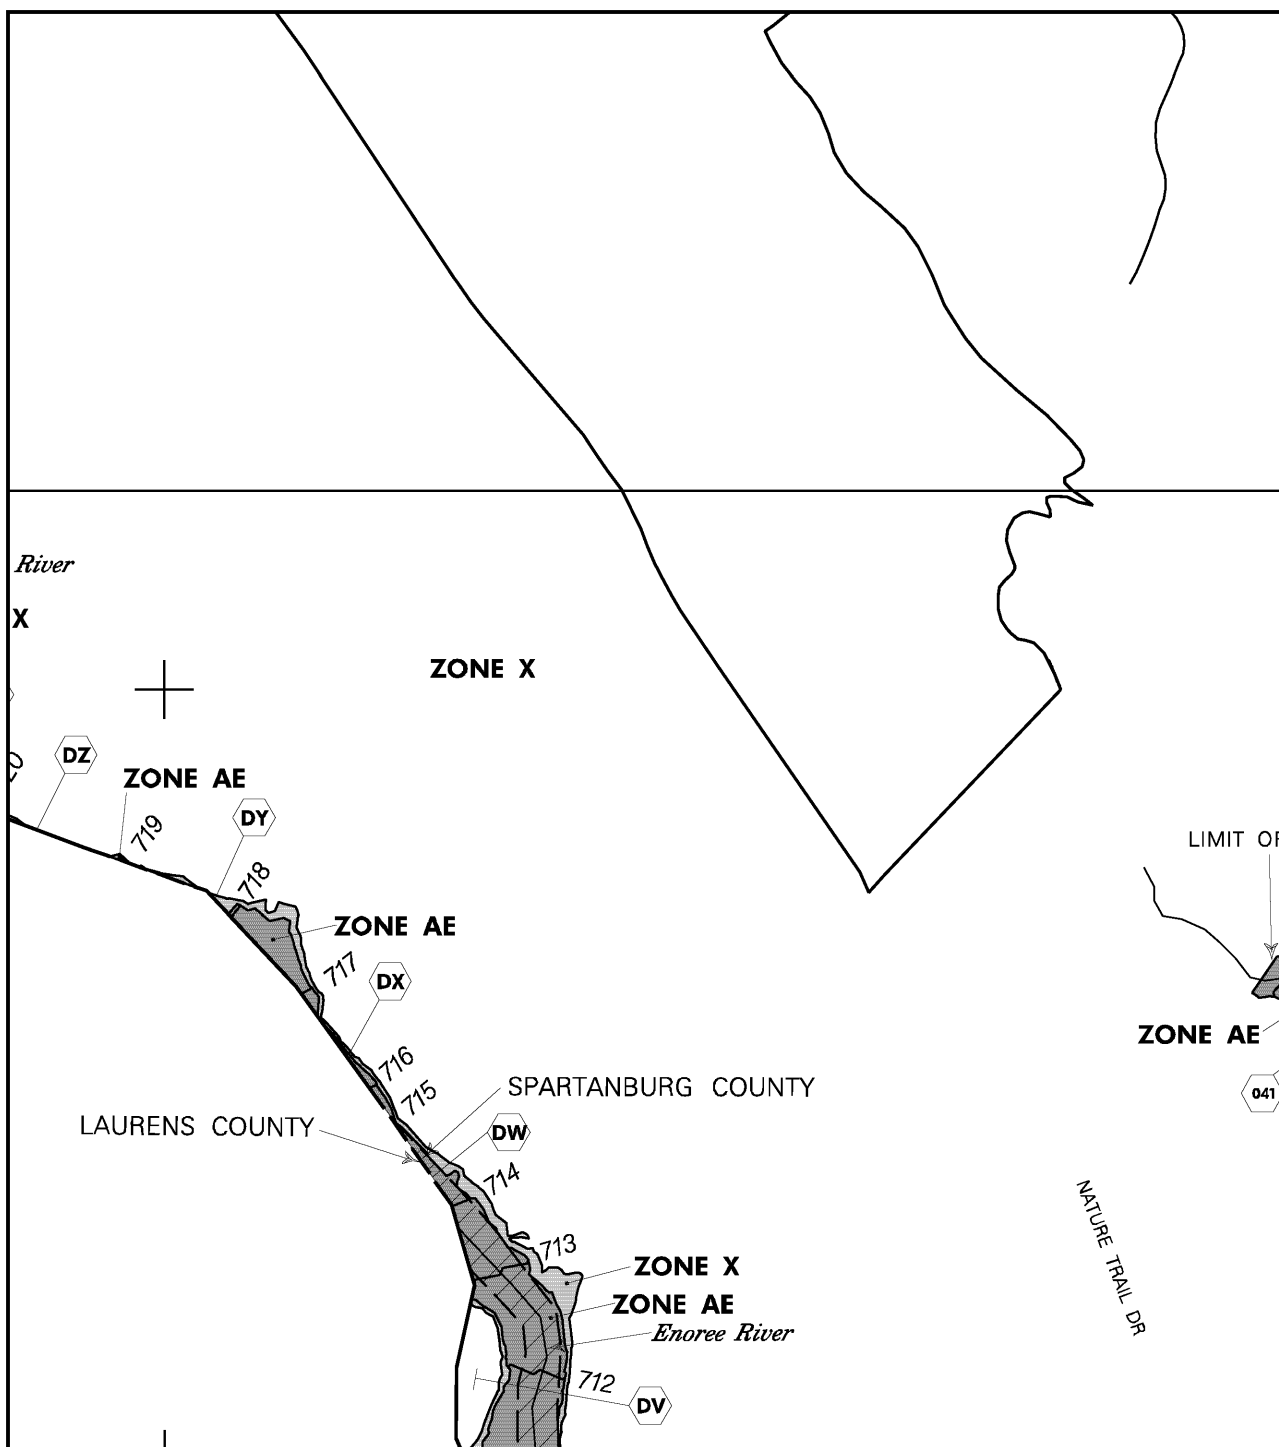 River
X
ZONE X
DZ
ZONE AE
719
DY
718
ZONE AE
717
DX
716
715
SPARTANBURG COUNTY
LAURENS COUNTY
DW
714
713
ZONE X
ZONE AE
Enoree River
712
DV
LIMIT OF
ZONE AE
041
NATURE TRAIL DR